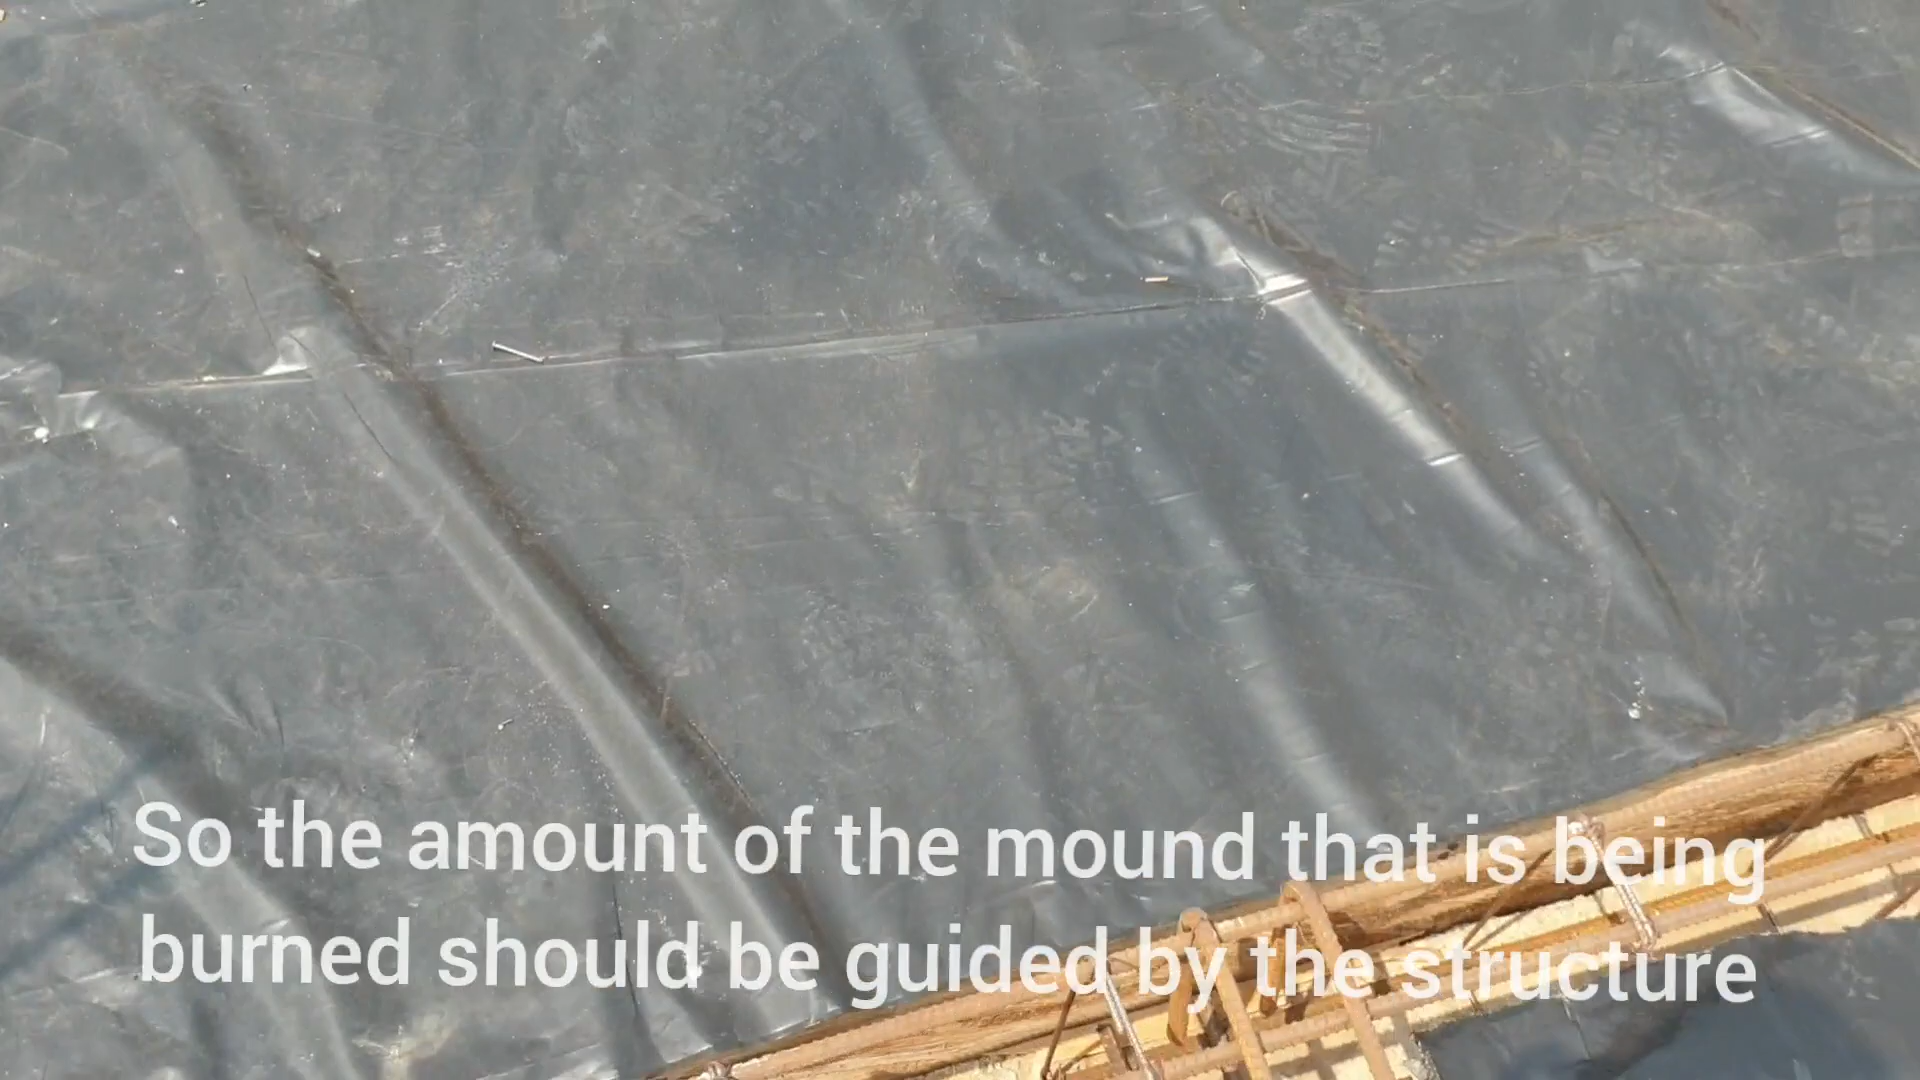 So the amount of the mound that is being
burned should be guided by the structure